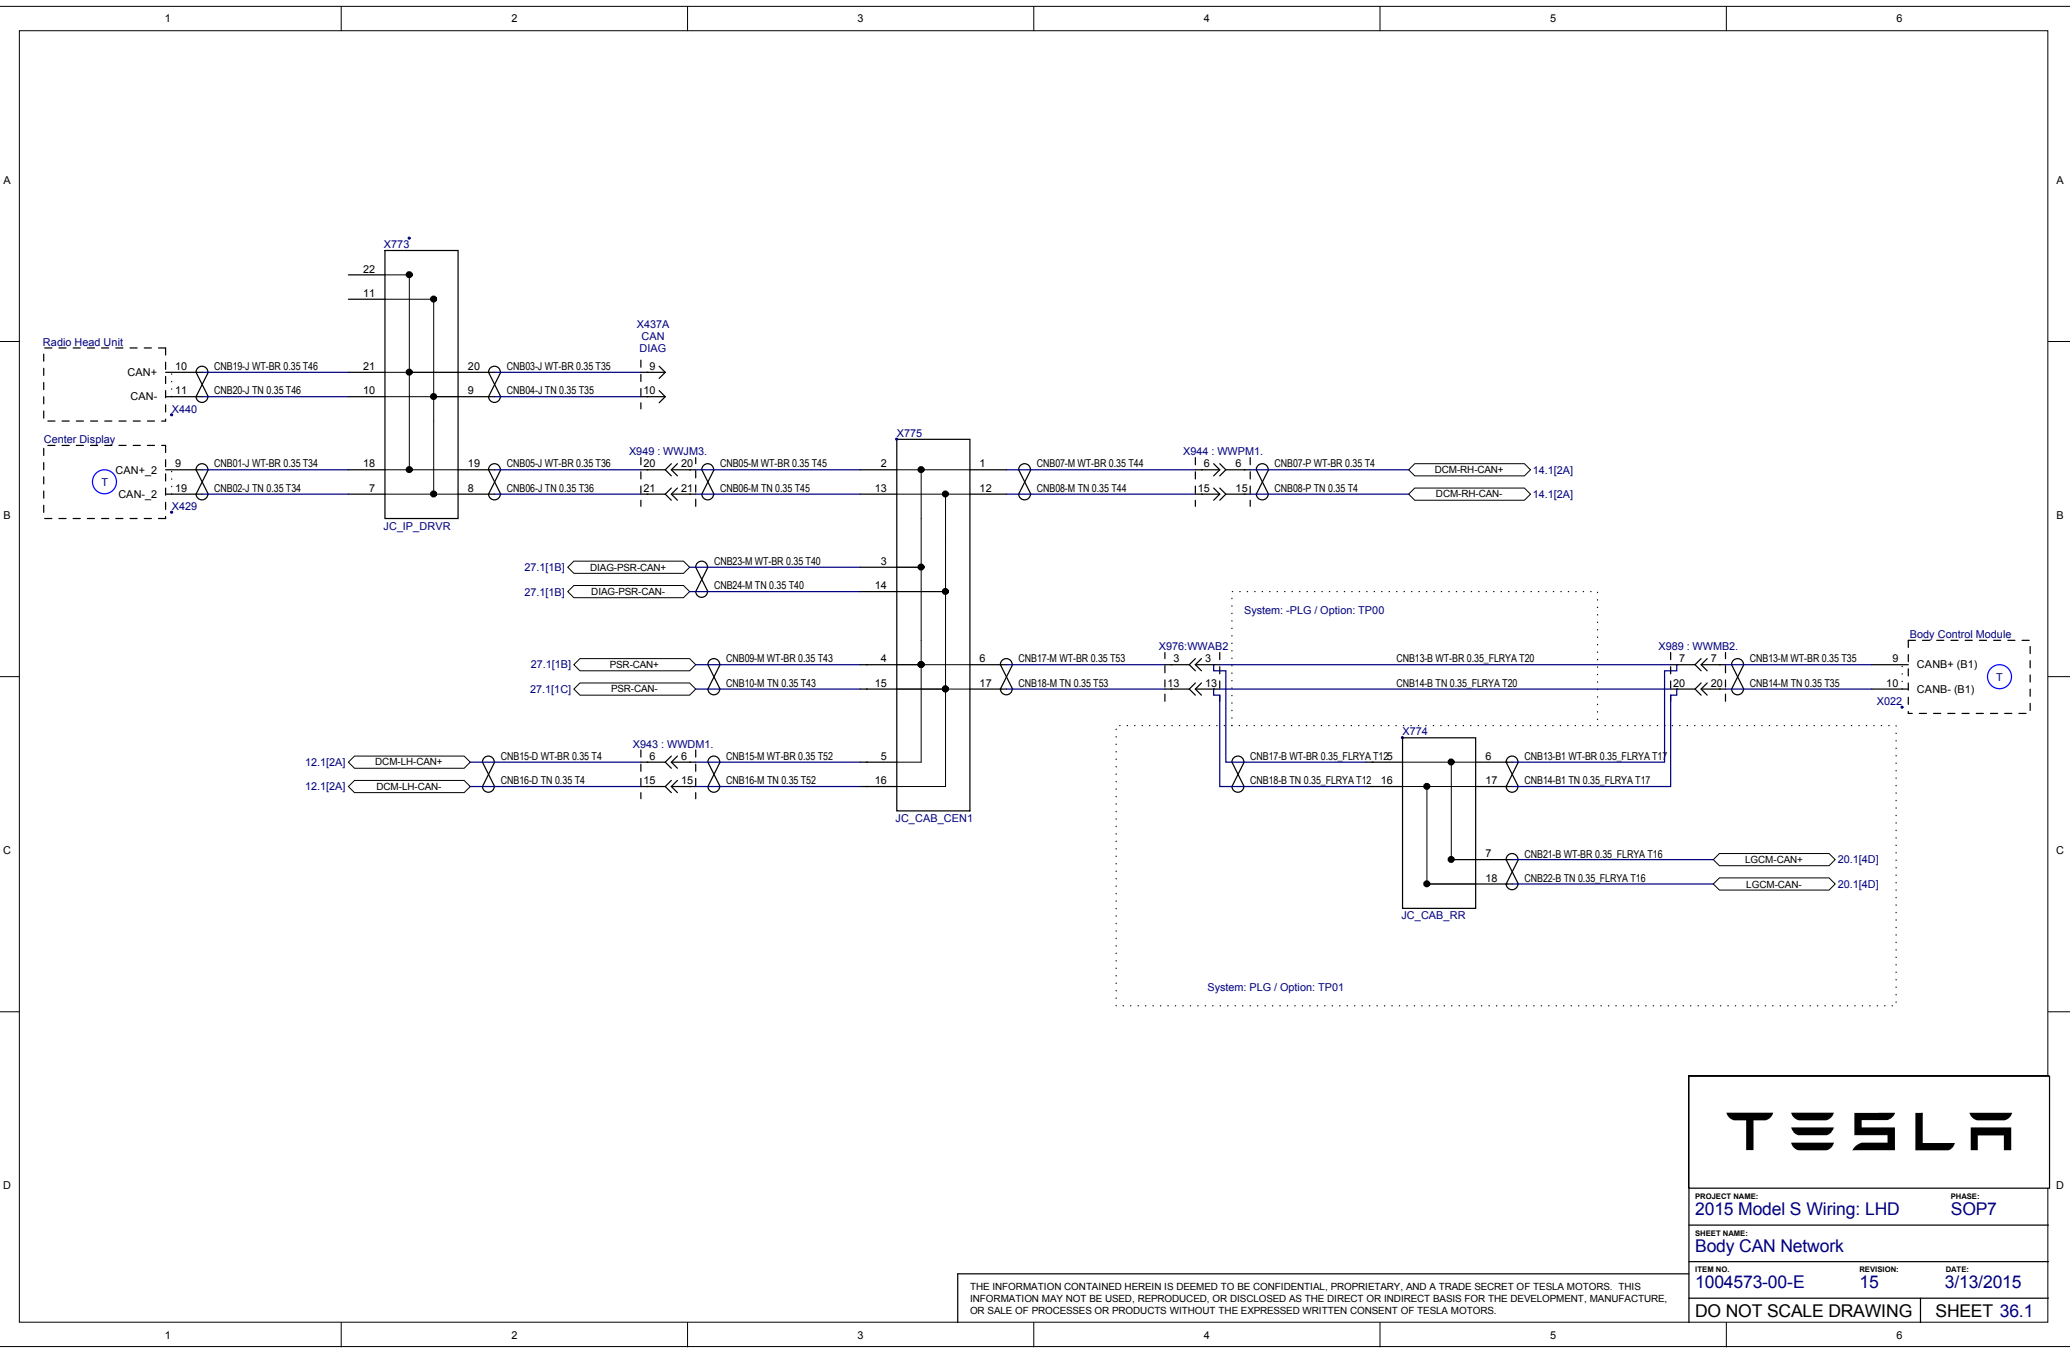 1 2 3 4 5 6
A A
X773
22
11
X437A
CAN
DIAG
Radio Head Unit
CAN+ 10 CNB19-J WT-BR 0.35 T46 21 20 CNB03-J WT-BR 0.35 T35 9
CAN- 11 CNB20-J TN 0.35 T46 10 9 CNB04-J TN 0.35 T35 10
X440
Center Display X775
X949 : WWJM3. X944 : WWPM1.
CAN+_2 9 CNB01-J WT-BR 0.35 T34 18 19 CNB05-J WT-BR 0.35 T36 20 20 CNB05-M WT-BR 0.35 T45 2 1 CNB07-M WT-BR 0.35 T44 6 6 CNB07-P WT-BR 0.35 T4 DCM-RH-CAN+ 14.1[2A]
T
CAN-_2 19 CNB02-J TN 0.35 T34 7 8 CNB06-J TN 0.35 T36 21 21 CNB06-M TN 0.35 T45 13 12 CNB08-M TN 0.35 T44 15 15 CNB08-P TN 0.35 T4 DCM-RH-CAN- 14.1[2A]
X429
B B
JC_IP_DRVR
27.1[1B] DIAG-PSR-CAN+ CNB23-M WT-BR 0.35 T40 3
27.1[1B] DIAG-PSR-CAN- CNB24-M TN 0.35 T40 14
System: -PLG / Option: TP00
Body Control Module
X976:WWAB2 X989 : WWMB2.
27.1[1B] PSR-CAN+ CNB09-M WT-BR 0.35 T43 4 6 CNB17-M WT-BR 0.35 T53 3 3 CNB13-B WT-BR 0.35_FLRYA T20 7 7 CNB13-M WT-BR 0.35 T35 9 CANB+ (B1)
T
27.1[1C] PSR-CAN- CNB10-M TN 0.35 T43 15 17 CNB18-M TN 0.35 T53 13 13 CNB14-B TN 0.35_FLRYA T20 20 20 CNB14-M TN 0.35 T35 10 CANB- (B1)
X022
X774
X943 : WWDM1.
12.1[2A] DCM-LH-CAN+ CNB15-D WT-BR 0.35 T4 6 6 CNB15-M WT-BR 0.35 T52 5 CNB17-B WT-BR 0.35_FLRYA T12 5 6 CNB13-B1 WT-BR 0.35_FLRYA T17
12.1[2A] DCM-LH-CAN- CNB16-D TN 0.35 T4 15 15 CNB16-M TN 0.35 T52 16 CNB18-B TN 0.35_FLRYA T12 16 17 CNB14-B1 TN 0.35_FLRYA T17
JC_CAB_CEN1
C C
7 CNB21-B WT-BR 0.35_FLRYA T16 LGCM-CAN+ 20.1[4D]
18 CNB22-B TN 0.35_FLRYA T16 LGCM-CAN- 20.1[4D]
JC_CAB_RR
System: PLG / Option: TP01
TESLA
D D
PROJECT NAME: PHASE:
2015 Model S Wiring: LHD SOP7
SHEET NAME:
Body CAN Network
ITEM NO. REVISION: DATE:
1004573-00-E 15 3/13/2015
DO NOT SCALE DRAWING SHEET 36.1
THE INFORMATION CONTAINED HEREIN IS DEEMED TO BE CONFIDENTIAL, PROPRIETARY, AND A TRADE SECRET OF TESLA MOTORS. THIS
INFORMATION MAY NOT BE USED, REPRODUCED, OR DISCLOSED AS THE DIRECT OR INDIRECT BASIS FOR THE DEVELOPMENT, MANUFACTURE,
OR SALE OF PROCESSES OR PRODUCTS WITHOUT THE EXPRESSED WRITTEN CONSENT OF TESLA MOTORS.
1 2 3 4 5 6